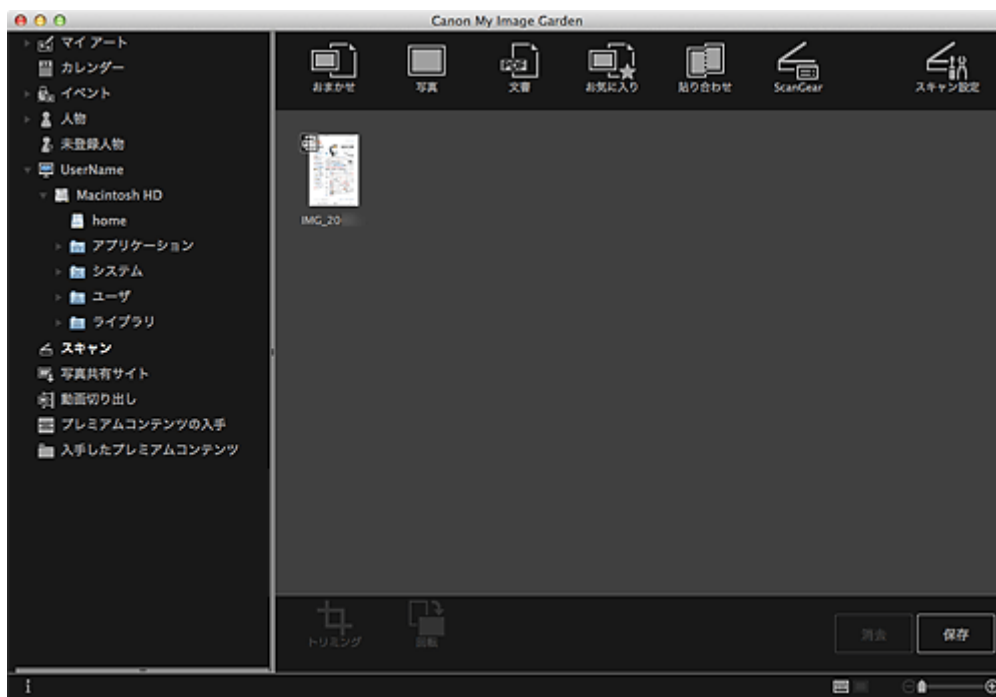 Canon My Image Garden
マイ アート
カレンダー
イベント
人物
未登録人物
UserName
Macintosh HD
home
アプリケーション
システム
ユーザ
ライブラリ
スキャン
写真共有サイト
動画切り出し
プレミアムコンテンツの入手
入手したプレミアムコンテンツ
おまかせ
写真
PDF
文書
お気に入り
貼り合わせ
ScanGear
スキャン設定
IMG_20
トリミング
回転
消去
保存